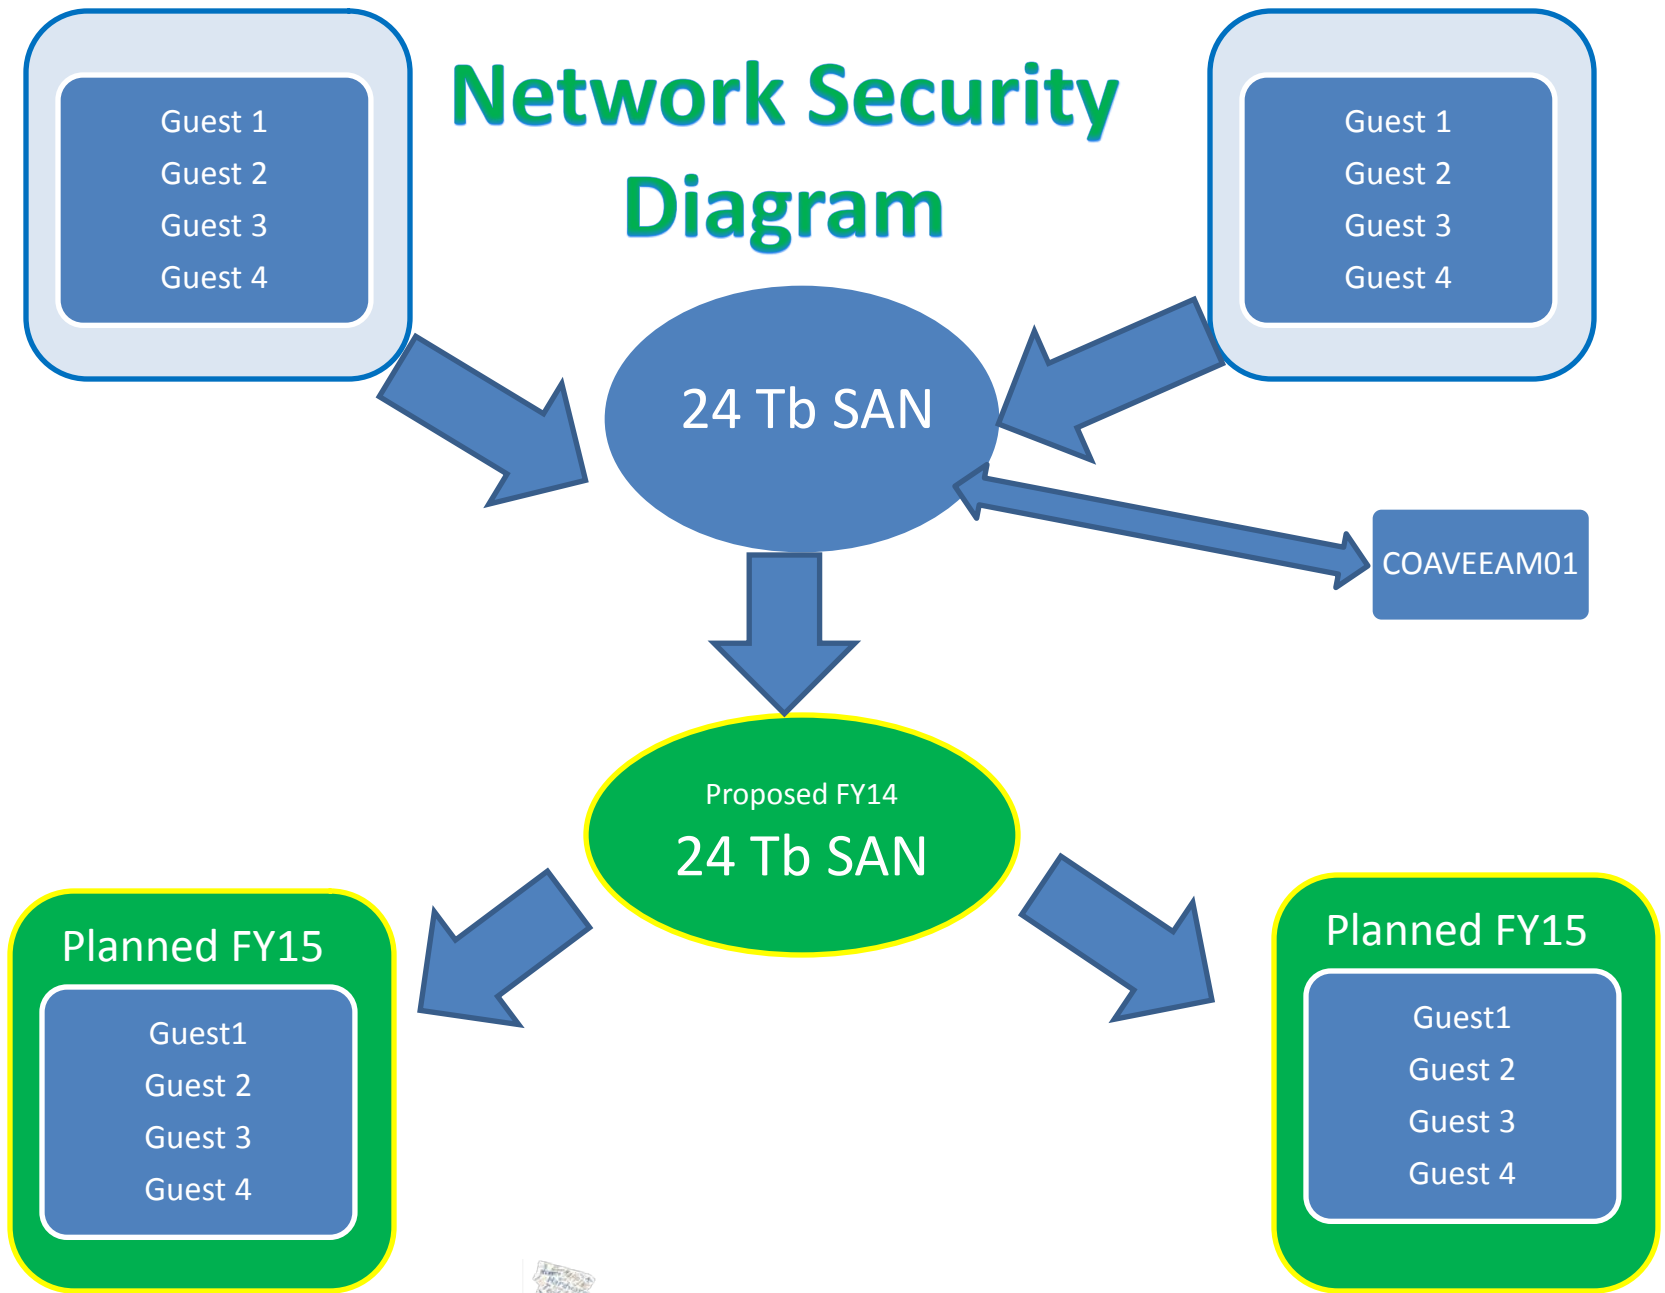 Network Security
Diagram
Guest 1
Guest 2
Guest 3
Guest 4
Guest 1
Guest 2
Guest 3
Guest 4
24 Tb SAN
COAVEEAM01
Proposed FY14
24 Tb SAN
Planned FY15
Guest1
Guest 2
Guest 3
Guest 4
Planned FY15
Guest1
Guest 2
Guest 3
Guest 4